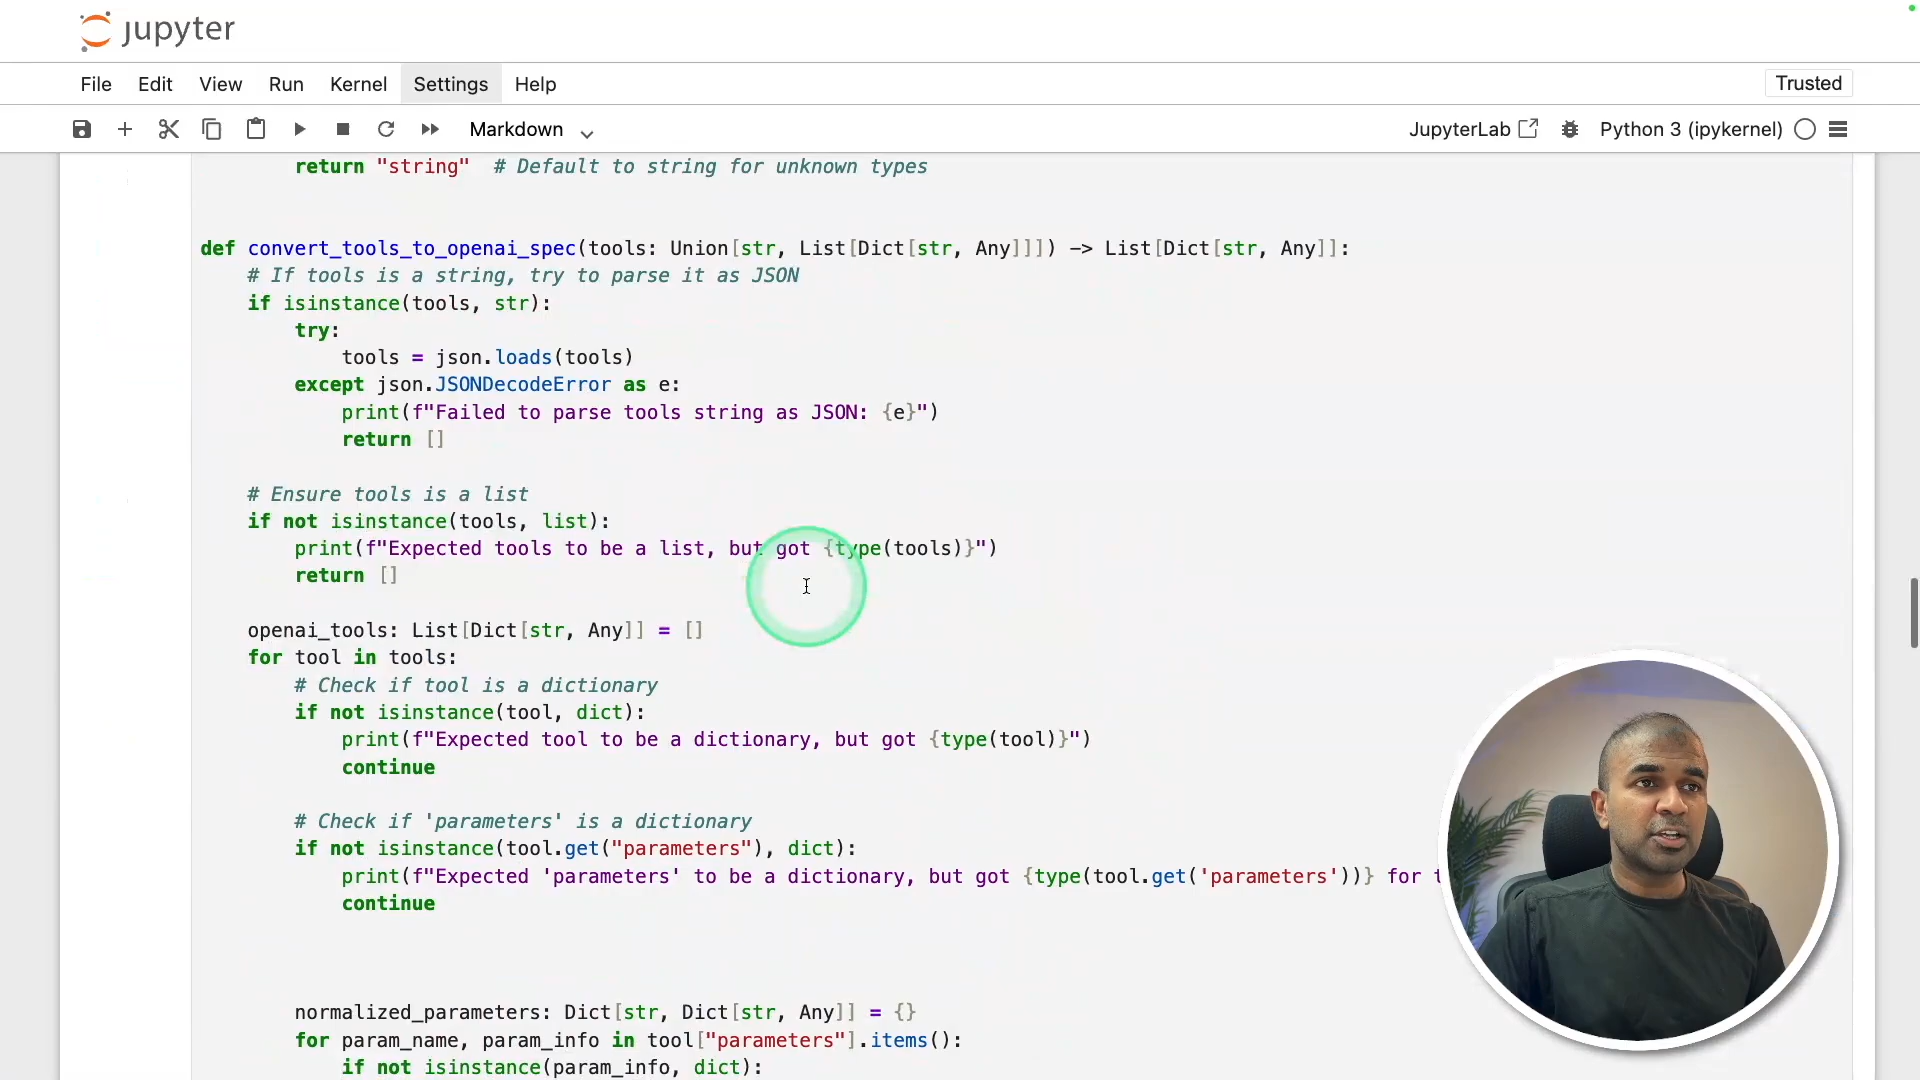 jupyter
File Edit View Run Kernel Settings Help Trusted
Markdown JupyterLab Python 3 (ipykernel)
return "string" # Default to string for unknown types
def convert_tools_to_openai_spec(tools: Union[str, List[Dict[str, Any]]]) -> List[Dict[str, Any]]:
# If tools is a string, try to parse it as JSON
if isinstance(tools, str):
try:
tools = json.loads(tools)
except json.JSONDecodeError as e:
print(f"Failed to parse tools string as JSON: {e}")
return []
# Ensure tools is a list
if not isinstance(tools, list):
print(f"Expected tools to be a list, but got {type(tools)}")
return []
openai_tools: List[Dict[str, Any]] = []
for tool in tools:
# Check if tool is a dictionary
if not isinstance(tool, dict):
print(f"Expected tool to be a dictionary, but got {type(tool)}")
continue
# Check if 'parameters' is a dictionary
if not isinstance(tool.get("parameters"), dict):
print(f"Expected 'parameters' to be a dictionary, but got {type(tool.get('parameters'))} for
continue
normalized_parameters: Dict[str, Dict[str, Any]] = {}
for param_name, param_info in tool["parameters"].items():
if not isinstance(param_info, dict):